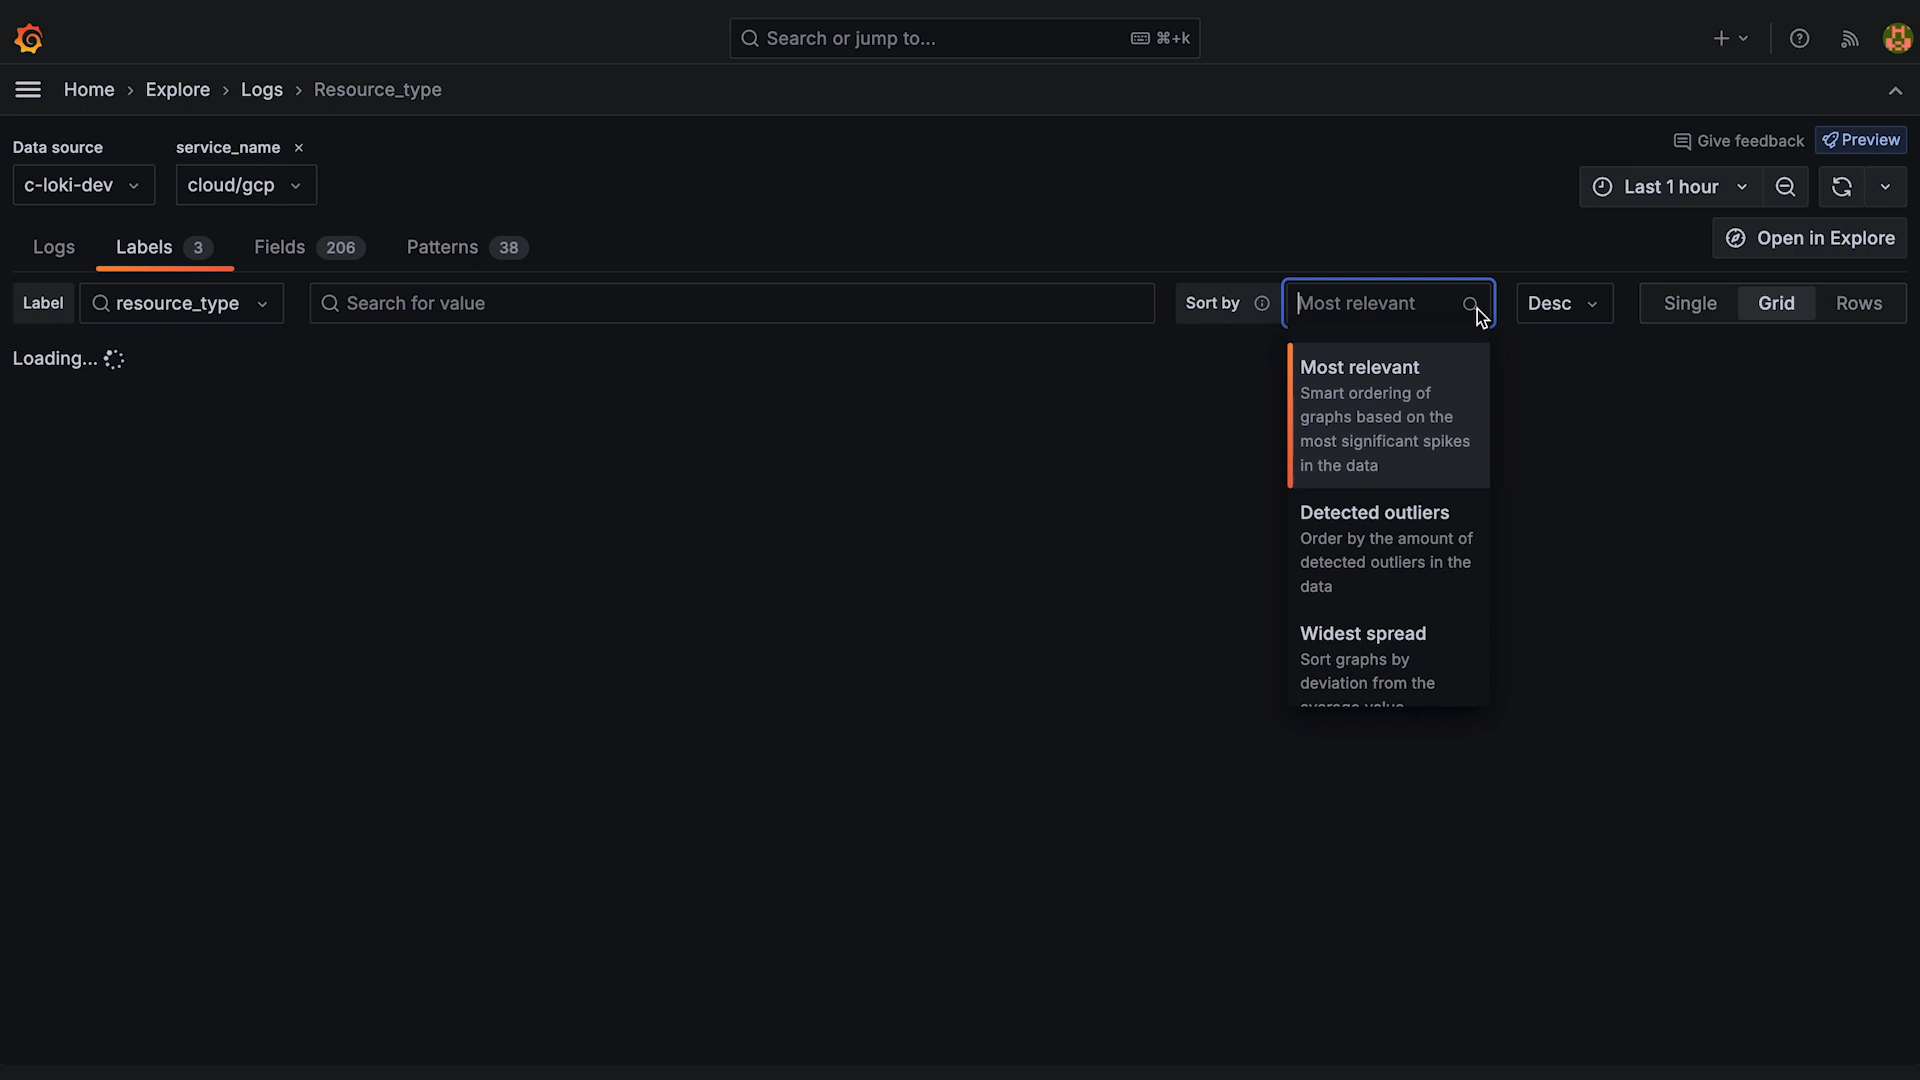 Search or jump to... ⌘+k
Home › Explore › Logs › Resource_type
Data source
service_name ×
Give feedback
Preview
c-loki-dev
cloud/gcp
Last 1 hour
Logs
Labels 3
Fields 206
Patterns 38
Open in Explore
Label
resource_type
Search for value
Sort by
Most relevant
Desc
Single
Grid
Rows
Loading...
Most relevant
Smart ordering of
graphs based on the
most significant spikes
in the data
Detected outliers
Order by the amount of
detected outliers in the
data
Widest spread
Sort graphs by
deviation from the
average value